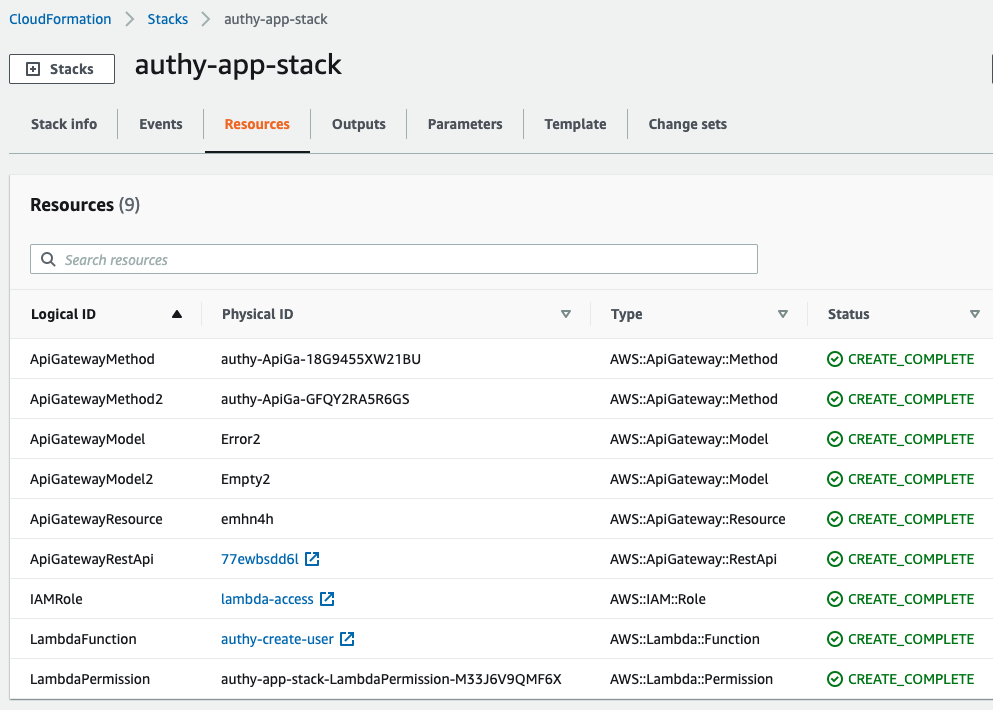 CloudFormation > Stacks > authy-app-stack
Stacks authy-app-stack
Stack info Events Resources Outputs Parameters Template Change sets
Resources (9)
Search resources
Logical ID Physical ID Type Status
ApiGatewayMethod authy-ApiGa-18G9455XW21BU AWS::ApiGateway::Method CREATE_COMPLETE
ApiGatewayMethod2 authy-ApiGa-GFQY2RA5R6GS AWS::ApiGateway::Method CREATE_COMPLETE
ApiGatewayModel Error2 AWS::ApiGateway::Model CREATE_COMPLETE
ApiGatewayModel2 Empty2 AWS::ApiGateway::Model CREATE_COMPLETE
ApiGatewayResource emhn4h AWS::ApiGateway::Resource CREATE_COMPLETE
ApiGatewayRestApi 77ewbsdd6l AWS::ApiGateway::RestApi CREATE_COMPLETE
IAMRole lambda-access AWS::IAM::Role CREATE_COMPLETE
LambdaFunction authy-create-user AWS::Lambda::Function CREATE_COMPLETE
LambdaPermission authy-app-stack-LambdaPermission-M33J6V9QMF6X AWS::Lambda::Permission CREATE_COMPLETE